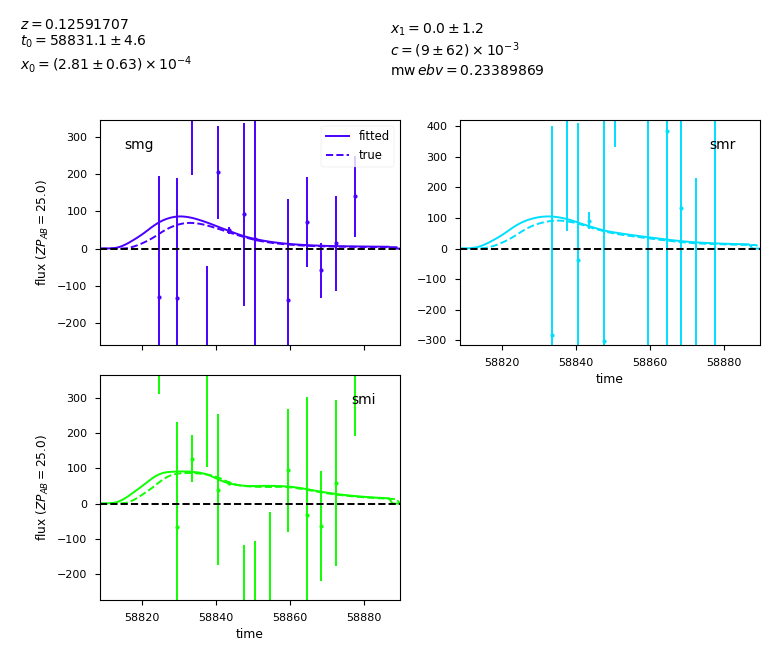 z = 0.12591707
t₀ = 58831.1 ± 4.6
x₀ = (2.81 ± 0.63) × 10⁻⁴
x₁ = 0.0 ± 1.2
c = (9 ± 62) × 10⁻³
mw ebv = 0.23389869
smg
fitted
true
300
200
100
0
−100
−200
flux (ZP_AB = 25.0)
smr
400
300
200
100
0
−100
−200
−300
58820 58840 58860 58880
time
smi
300
200
100
0
−100
−200
flux (ZP_AB = 25.0)
58820 58840 58860 58880
time